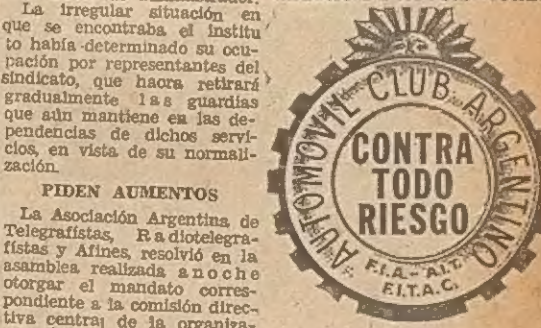 La irregular situación en
que se encontraba el institu
to había determinado su ocu-
pación por representantes del
sindicato, que haora retirará
gradualmente las guardias
que aún mantiene en las de-
pendencias de dichos servi-
cios, en vista de su normali-
zación.
PIDEN AUMENTOS
La Asociación Argentina de
Telegrafistas, Radiotelegra-
fistas y Afines, resolvió en la
asamblea realizada anoche
otorgar el mandato corres-
pondiente a la comisión direc-
tiva central de la organiza-
AUTOMOVIL CLUB ARGENTINO
CONTRA
TODO
RIESGO
F.I.A. - A.I.T.
F.I.T.A.C.